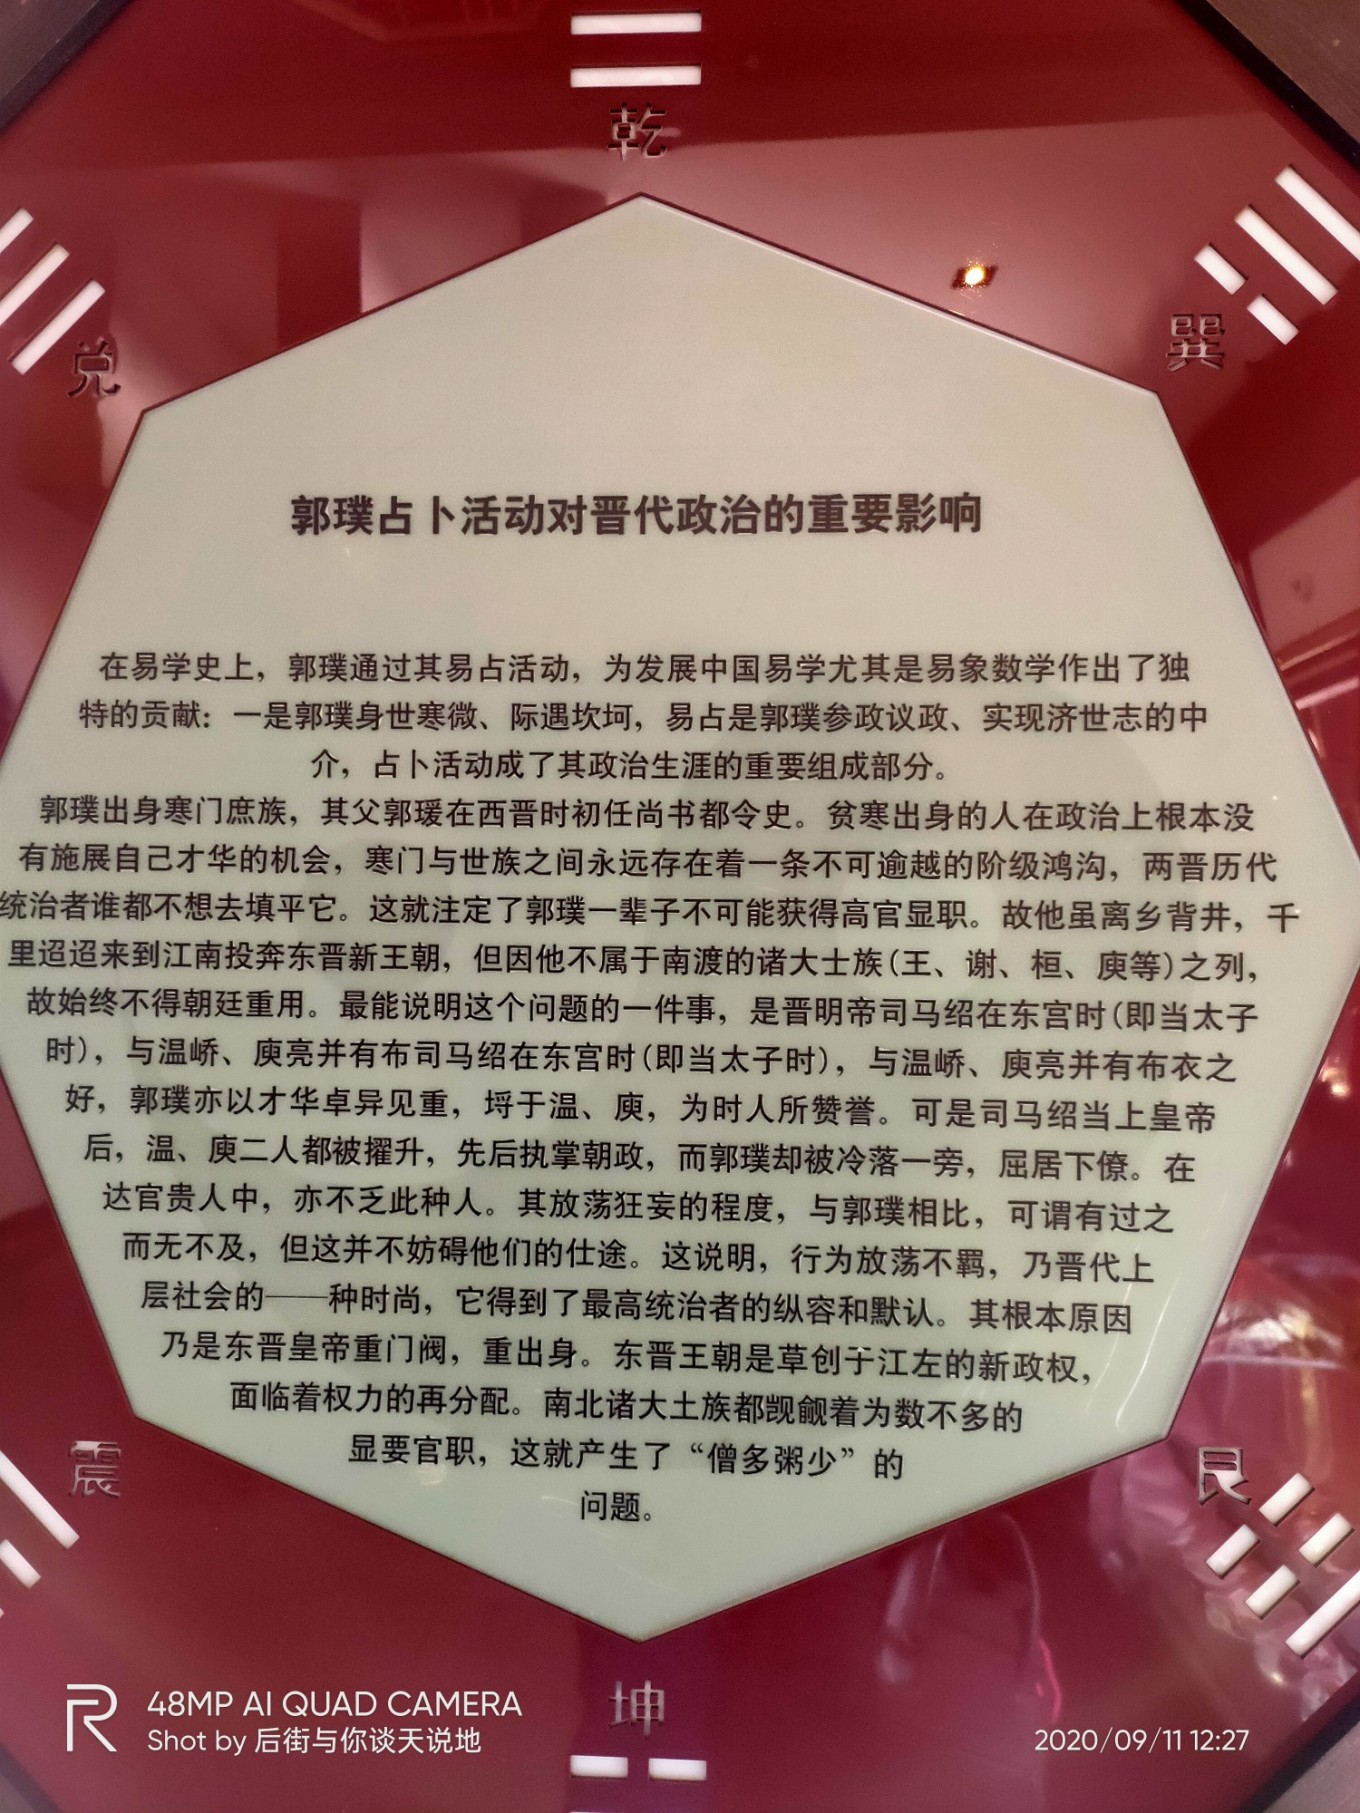 乾
兑
巽
郭璞占卜活动对晋代政治的重要影响
在易学史上，郭璞通过其易占活动，为发展中国易学尤其是易象数学作出了独
特的贡献：一是郭璞身世寒微、际遇坎坷，易占是郭璞参政议政、实现济世志的中
介，占卜活动成了其政治生涯的重要组成部分。
郭璞出身寒门庶族，其父郭瑗在西晋时初任尚书都令史。贫寒出身的人在政治上根本没
有施展自己才华的机会，寒门与世族之间永远存在着一条不可逾越的阶级鸿沟，两晋历代
统治者谁都不想去填平它。这就注定了郭璞一辈子不可能获得高官显职。故他虽离乡背井，千
里迢迢来到江南投奔东晋新王朝，但因他不属于南渡的诸大士族（王、谢、桓、庾等）之列，
故始终不得朝廷重用。最能说明这个问题的一件事，是晋明帝司马绍在东宫时（即当太子
时），与温峤、庾亮并有布司马绍在东宫时（即当太子时），与温峤、庾亮并有布衣之
好，郭璞亦以才华卓异见重，埒于温、庾，为时人所赞誉。可是司马绍当上皇帝
后，温、庾二人都被擢升，先后执掌朝政，而郭璞却被冷落一旁，屈居下僚。在
达官贵人中，亦不乏此种人。其放荡狂妄的程度，与郭璞相比，可谓有过之
而无不及，但这并不妨碍他们的仕途。这说明，行为放荡不羁，乃晋代上
层社会的——种时尚，它得到了最高统治者的纵容和默认。其根本原因
乃是东晋皇帝重门阀，重出身。东晋王朝是草创于江左的新政权，
面临着权力的再分配。南北诸大土族都觊觎着为数不多的
显要官职，这就产生了“僧多粥少”的
问题。
震
艮
坤
48MP AI QUAD CAMERA
Shot by 后街与你谈天说地
2020/09/11 12:27